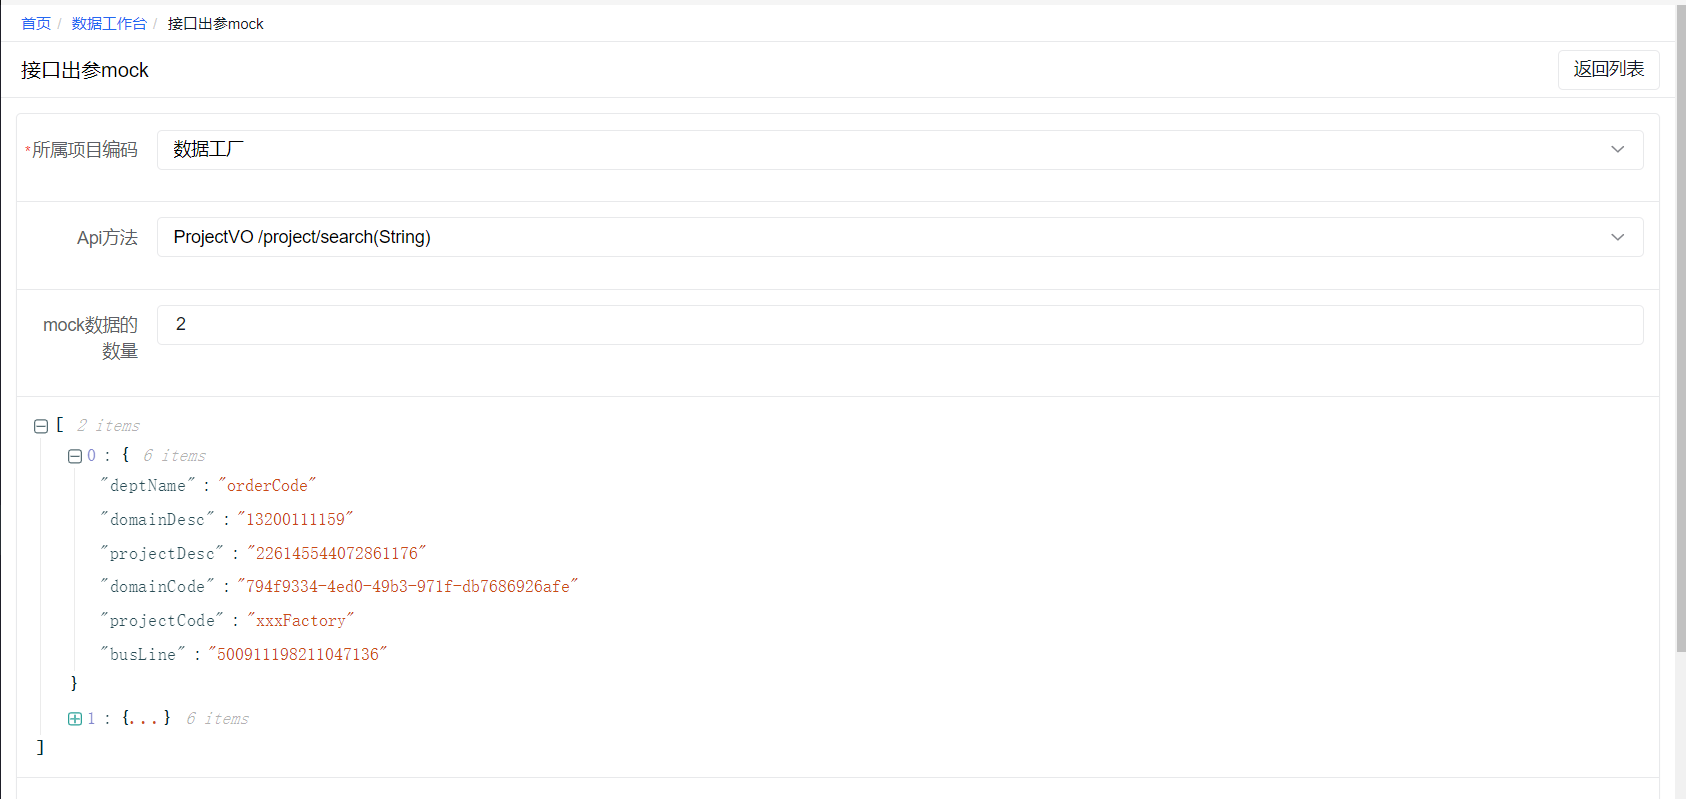 首页 / 数据工作台 / 接口出参mock
接口出参mock
返回列表
*所属项目编码 数据工厂
Api方法 ProjectVO /project/search(String)
mock数据的
数量
2
[ 2 items
0 : { 6 items
"deptName" : "orderCode"
"domainDesc" : "13200111159"
"projectDesc" : "226145544072861176"
"domainCode" : "794f9334-4ed0-49b3-971f-db7686926afe"
"projectCode" : "xxxFactory"
"busLine" : "500911198211047136"
}
1 : {...} 6 items
]